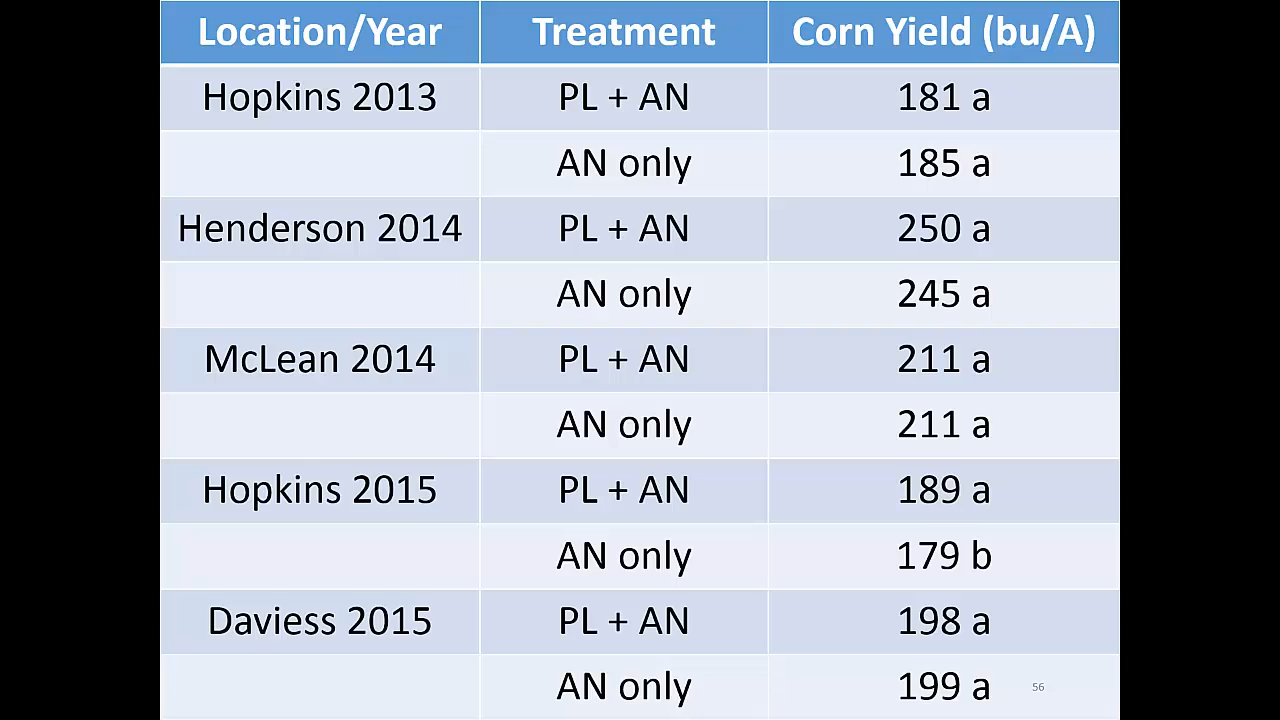 Location/Year Treatment Corn Yield (bu/A)
Hopkins 2013 PL + AN 181 a
AN only 185 a
Henderson 2014 PL + AN 250 a
AN only 245 a
McLean 2014 PL + AN 211 a
AN only 211 a
Hopkins 2015 PL + AN 189 a
AN only 179 b
Daviess 2015 PL + AN 198 a
AN only 199 a 56